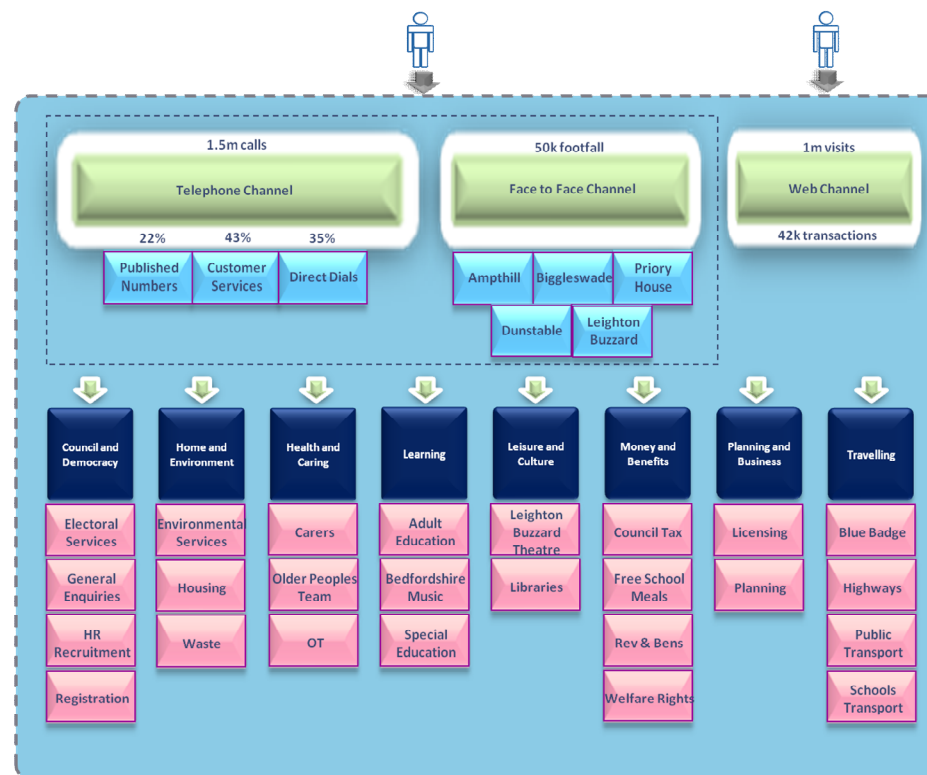 1.5m calls
Telephone Channel
22%
43%
35%
Published
Numbers
Customer
Services
Direct Dials
50k footfall
Face to Face Channel
Ampthill
Biggleswade
Priory
House
Dunstable
Leighton
Buzzard
1m visits
Web Channel
42k transactions
Council and
Democracy
Electoral
Services
General
Enquiries
HR
Recruitment
Registration
Home and
Environment
Environmental
Services
Housing
Waste
Health and
Caring
Carers
Older Peoples
Team
OT
Learning
Adult
Education
Bedfordshire
Music
Special
Education
Leisure and
Culture
Leighton
Buzzard
Theatre
Libraries
Money and
Benefits
Council Tax
Free School
Meals
Rev & Bens
Welfare Rights
Planning and
Business
Licensing
Planning
Travelling
Blue Badge
Highways
Public
Transport
Schools
Transport